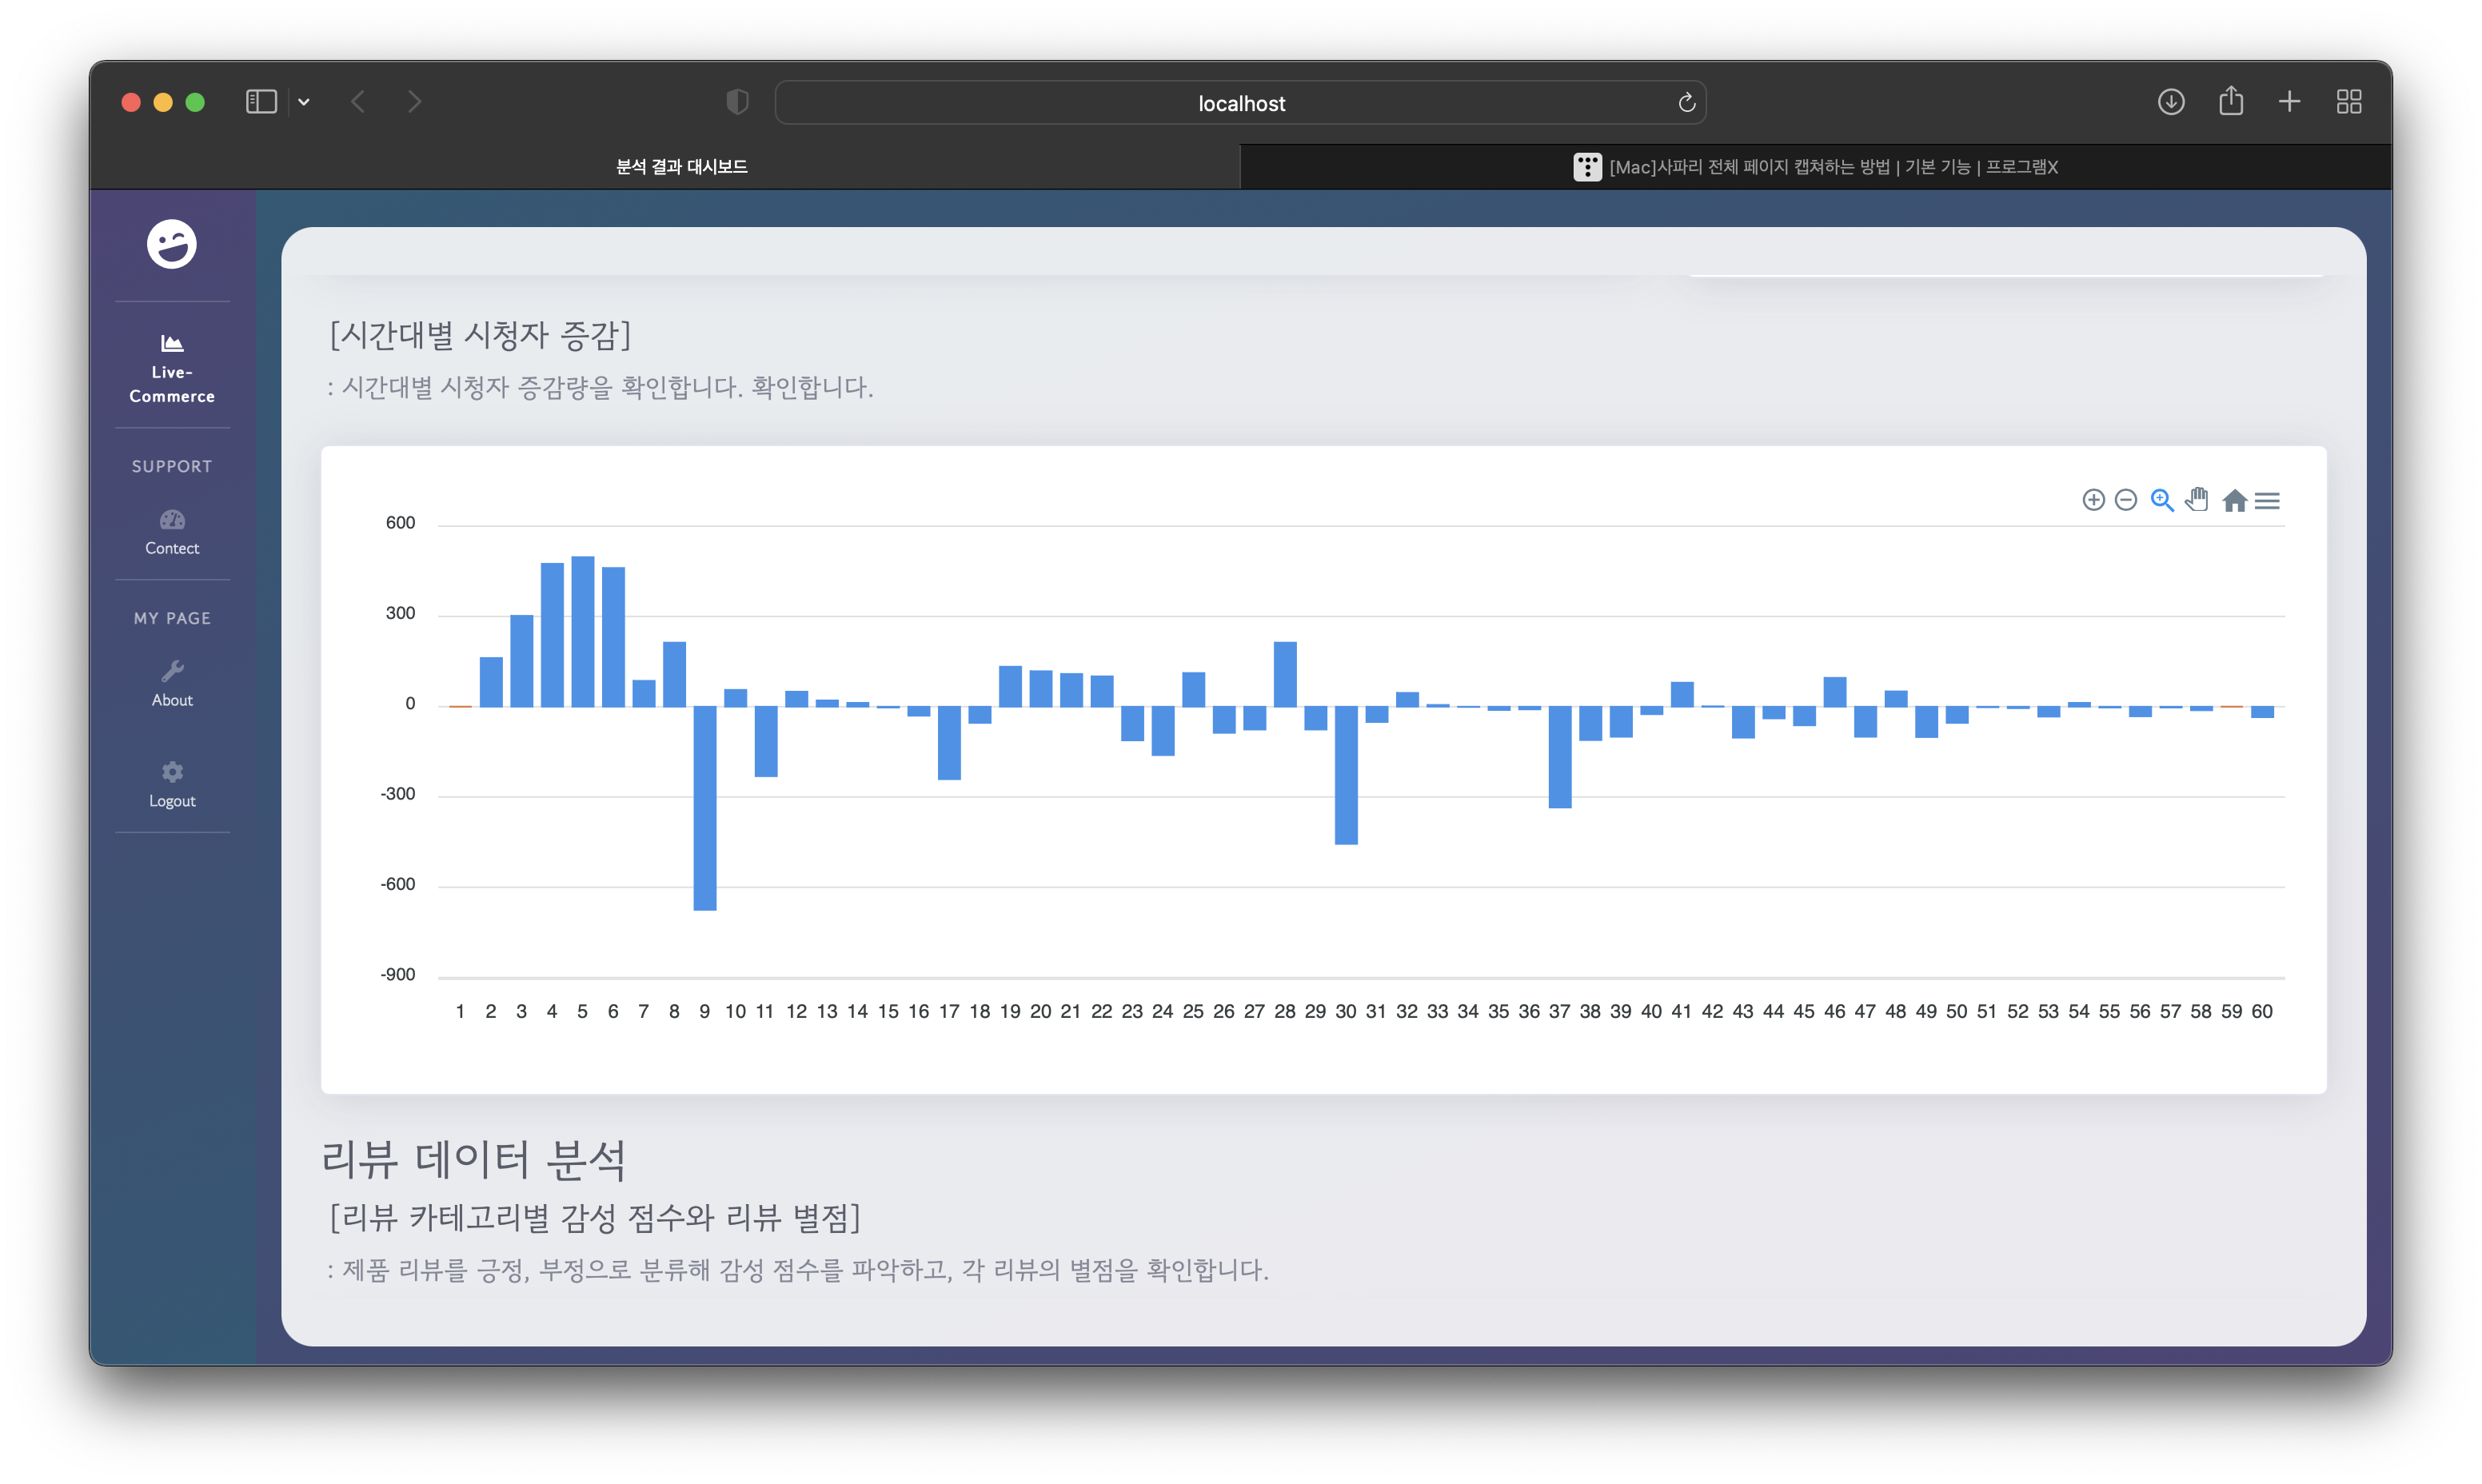 localhost
분석 결과 대시보드
[Mac]사파리 전체 페이지 캡쳐하는 방법 | 기본 기능 | 프로그램X
Live-
Commerce
SUPPORT
Contect
MY PAGE
About
Logout
[시간대별 시청자 증감]
: 시간대별 시청자 증감량을 확인합니다. 확인합니다.
600
300
0
-300
-600
-900
1 2 3 4 5 6 7 8 9 10 11 12 13 14 15 16 17 18 19 20 21 22 23 24 25 26 27 28 29 30 31 32 33 34 35 36 37 38 39 40 41 42 43 44 45 46 47 48 49 50 51 52 53 54 55 56 57 58 59 60
리뷰 데이터 분석
[리뷰 카테고리별 감성 점수와 리뷰 별점]
: 제품 리뷰를 긍정, 부정으로 분류해 감성 점수를 파악하고, 각 리뷰의 별점을 확인합니다.